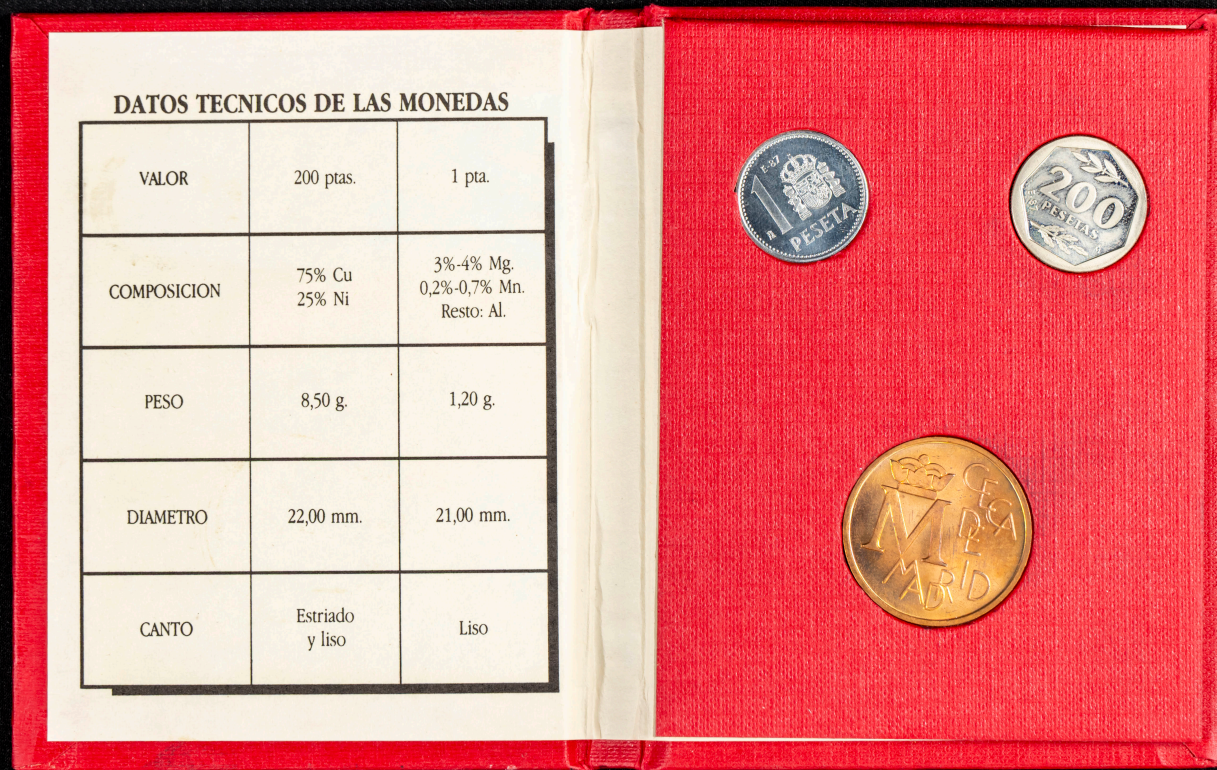 DATOS TECNICOS DE LAS MONEDAS
VALOR
200 ptas.
1 pta.
COMPOSICION
75% Cu
25% Ni
3%-4% Mg.
0,2%-0,7% Mn.
Resto: Al.
PESO
8,50 g.
1,20 g.
DIAMETRO
22,00 mm.
21,00 mm.
CANTO
Estriado
y liso
Liso
E-87
1
PESETA
200
PESETAS
M
CECA
DE
MADRID